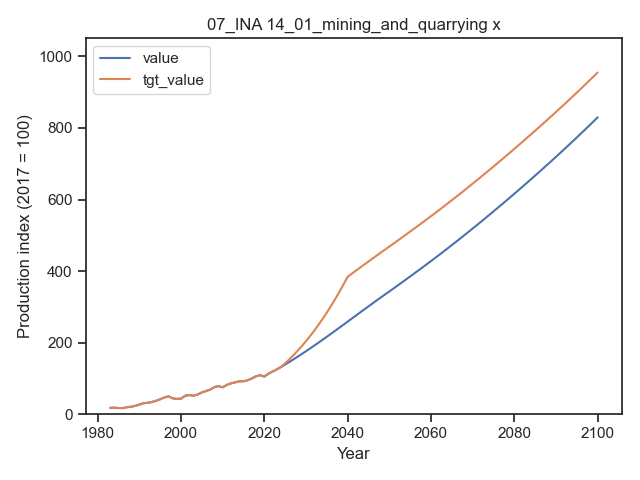 07_INA 14_01_mining_and_quarrying x
value
tgt_value
Production index (2017 = 100)
1000
800
600
400
200
0
1980 2000 2020 2040 2060 2080 2100
Year